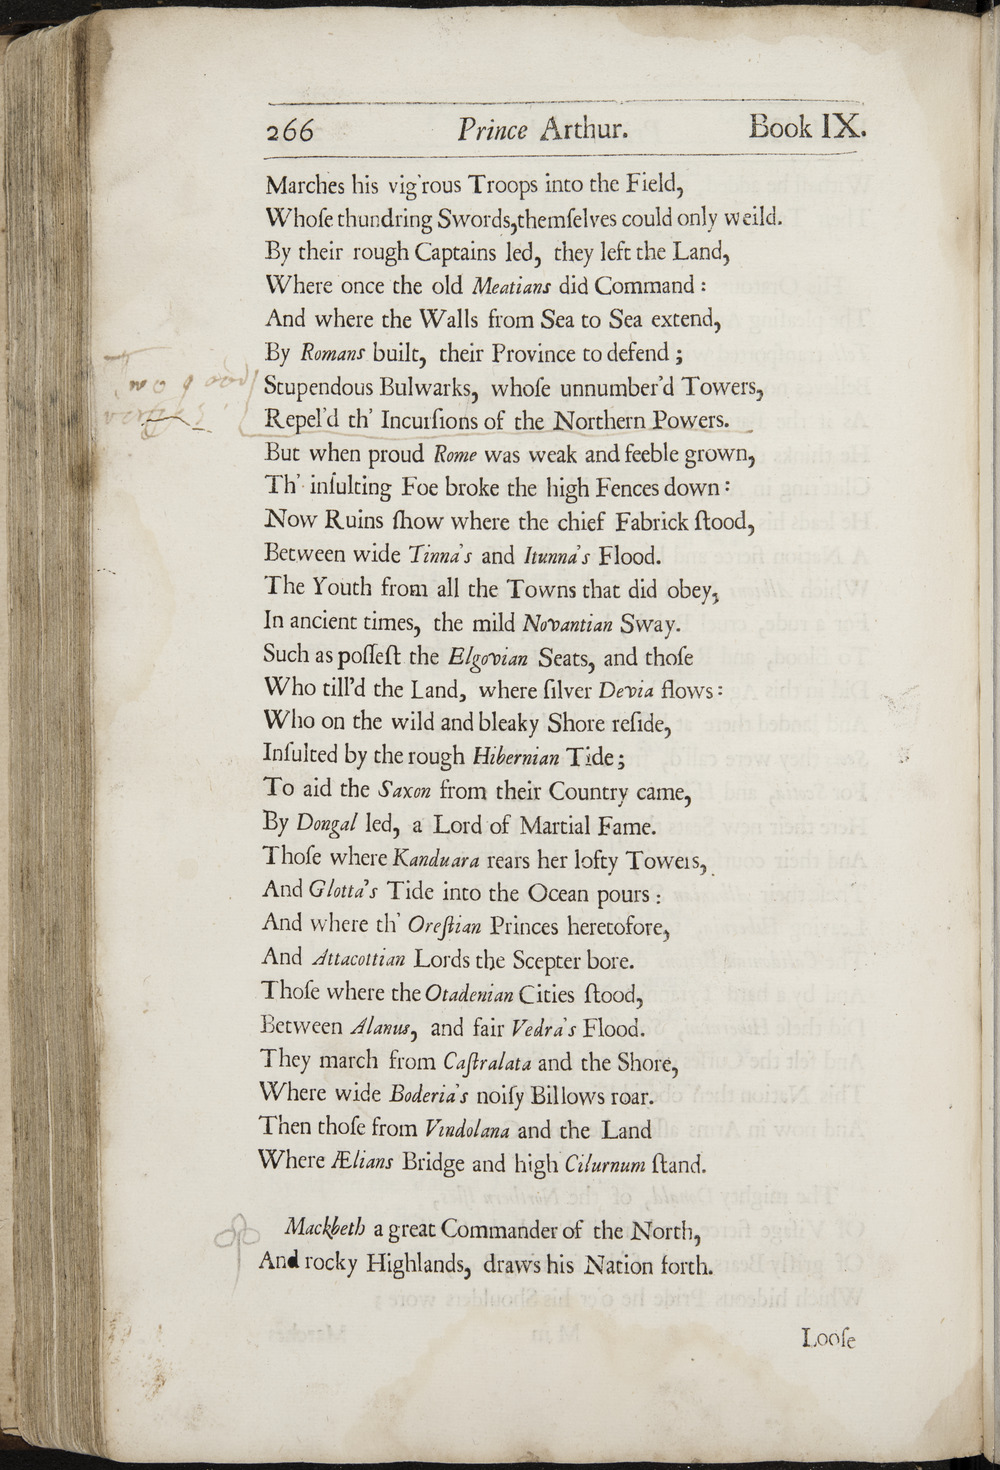 266 Prince Arthur. Book IX.
Marches his vig'rous Troops into the Field,
Whoſe thundring Swords, themſelves could only weild.
By their rough Captains led, they left the Land,
Where once the old Meatians did Command :
And where the Walls from Sea to Sea extend,
By Romans built, their Province to defend ;
Two good
Stupendous Bulwarks, whoſe unnumber'd Towers,
verses
Repel'd th' Incurſions of the Northern Powers.
But when proud Rome was weak and feeble grown,
Th' inſulting Foe broke the high Fences down :
Now Ruins ſhow where the chief Fabrick ſtood,
Between wide Tinna's and Itunna's Flood.
The Youth from all the Towns that did obey,
In ancient times, the mild Novantian Sway.
Such as poſſeſt the Elgovian Seats, and thoſe
Who till'd the Land, where ſilver Devia flows :
Who on the wild and bleaky Shore reſide,
Inſulted by the rough Hibernian Tide ;
To aid the Saxon from their Country came,
By Dongal led, a Lord of Martial Fame.
Thoſe where Kanduara rears her lofty Towers,
And Glotta's Tide into the Ocean pours :
And where th' Oreſtian Princes heretofore,
And Attacottian Lords the Scepter bore.
Thoſe where the Otadenian Cities ſtood,
Between Alanus, and fair Vedra's Flood.
They march from Caſtralata and the Shore,
Where wide Boderia's noiſy Billows roar.
Then thoſe from Vindolana and the Land
Where Ælians Bridge and high Cilurnum ſtand.
Mackbeth a great Commander of the North,
And rocky Highlands, draws his Nation forth.
Looſe